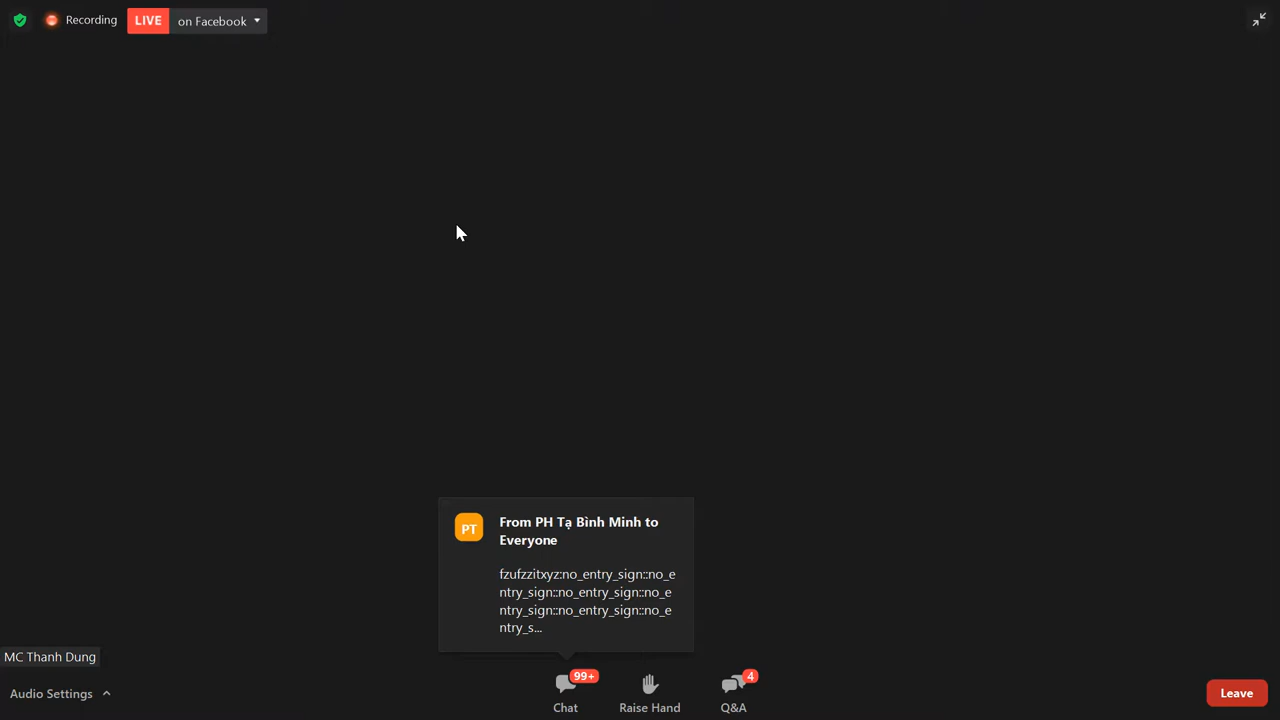 Recording
LIVE on Facebook
From PH Tạ Bình Minh to
Everyone
PT
fzufzzitxyz:no_entry_sign::no_e
ntry_sign::no_entry_sign::no_e
ntry_sign::no_entry_sign::no_e
ntry_s...
MC Thanh Dung
99+
4
Audio Settings
Chat
Raise Hand
Q&A
Leave